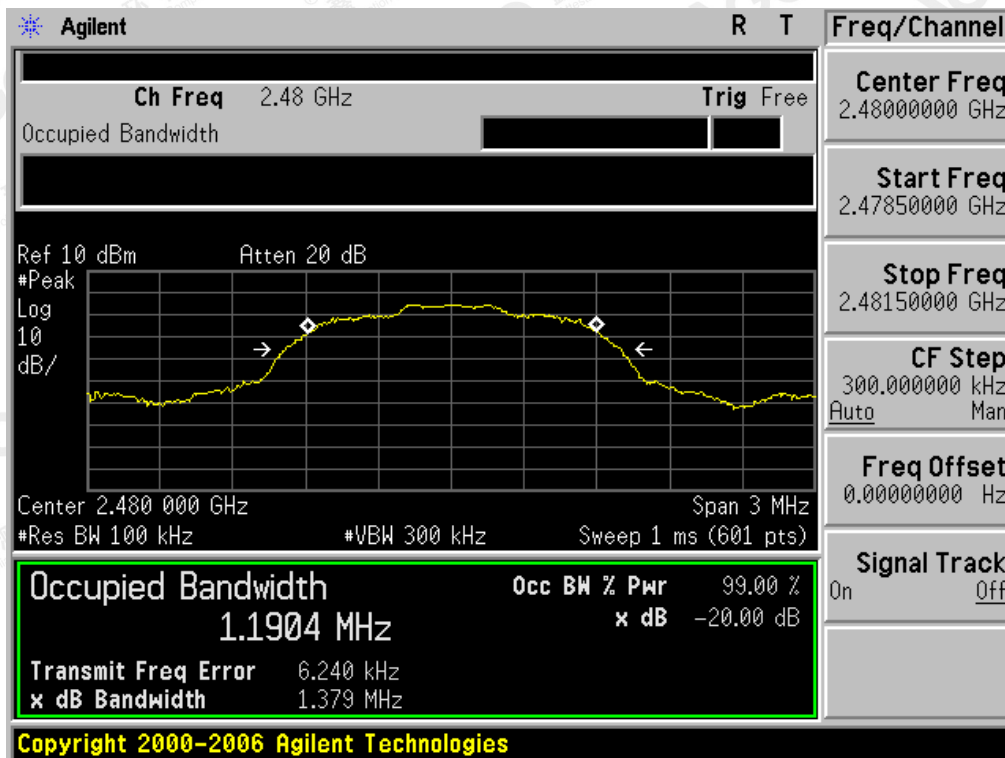 Agilent R T
Ch Freq 2.48 GHz Trig Free
Occupied Bandwidth
Ref 10 dBm Atten 20 dB
#Peak
Log
10
dB/
Center 2.480 000 GHz Span 3 MHz
#Res BW 100 kHz #VBW 300 kHz Sweep 1 ms (601 pts)
Occupied Bandwidth
1.1904 MHz
Occ BW % Pwr 99.00 %
x dB -20.00 dB
Transmit Freq Error 6.240 kHz
x dB Bandwidth 1.379 MHz
Copyright 2000-2006 Agilent Technologies
Freq/Channel
Center Freq
2.48000000 GHz
Start Freq
2.47850000 GHz
Stop Freq
2.48150000 GHz
CF Step
300.000000 kHz
Auto Man
Freq Offset
0.00000000 Hz
Signal Track
On Off